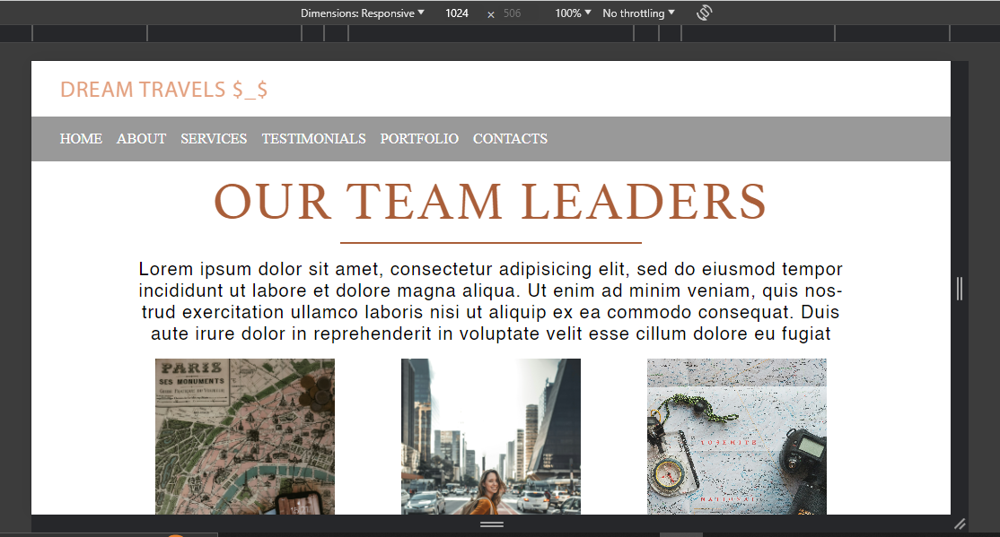 Dimensions: Responsive 1024 × 506 100% No throttling
DREAM TRAVELS $_$
HOME ABOUT SERVICES TESTIMONIALS PORTFOLIO CONTACTS
OUR TEAM LEADERS
Lorem ipsum dolor sit amet, consectetur adipisicing elit, sed do eiusmod tempor
incididunt ut labore et dolore magna aliqua. Ut enim ad minim veniam, quis nos-
trud exercitation ullamco laboris nisi ut aliquip ex ea commodo consequat. Duis
aute irure dolor in reprehenderit in voluptate velit esse cillum dolore eu fugiat
PARIS
SES MONUMENTS
YOSEMITE
NATIONAL